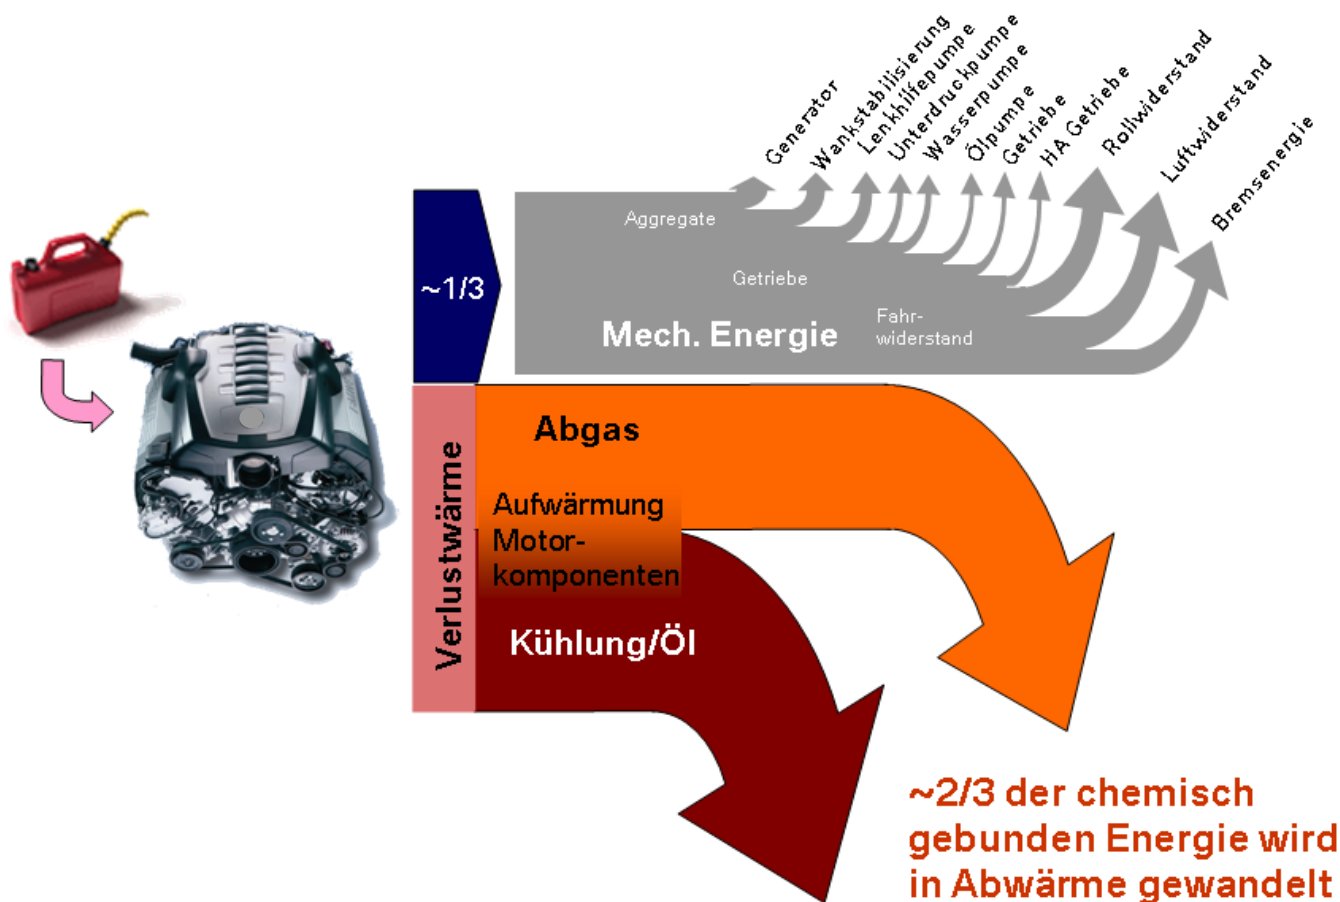 Generator
Wankstabilisierung
Lenkhilfepumpe
Unterdruckpumpe
Wasserpumpe
Ölpumpe
Getriebe
HA Getriebe
Rollwiderstand
Luftwiderstand
Bremsenergie
Aggregate
Getriebe
Fahr-
widerstand
Mech. Energie
~1/3
Verlustwärme
Abgas
Aufwärmung
Motor-
komponenten
Kühlung/Öl
~2/3 der chemisch
gebunden Energie wird
in Abwärme gewandelt